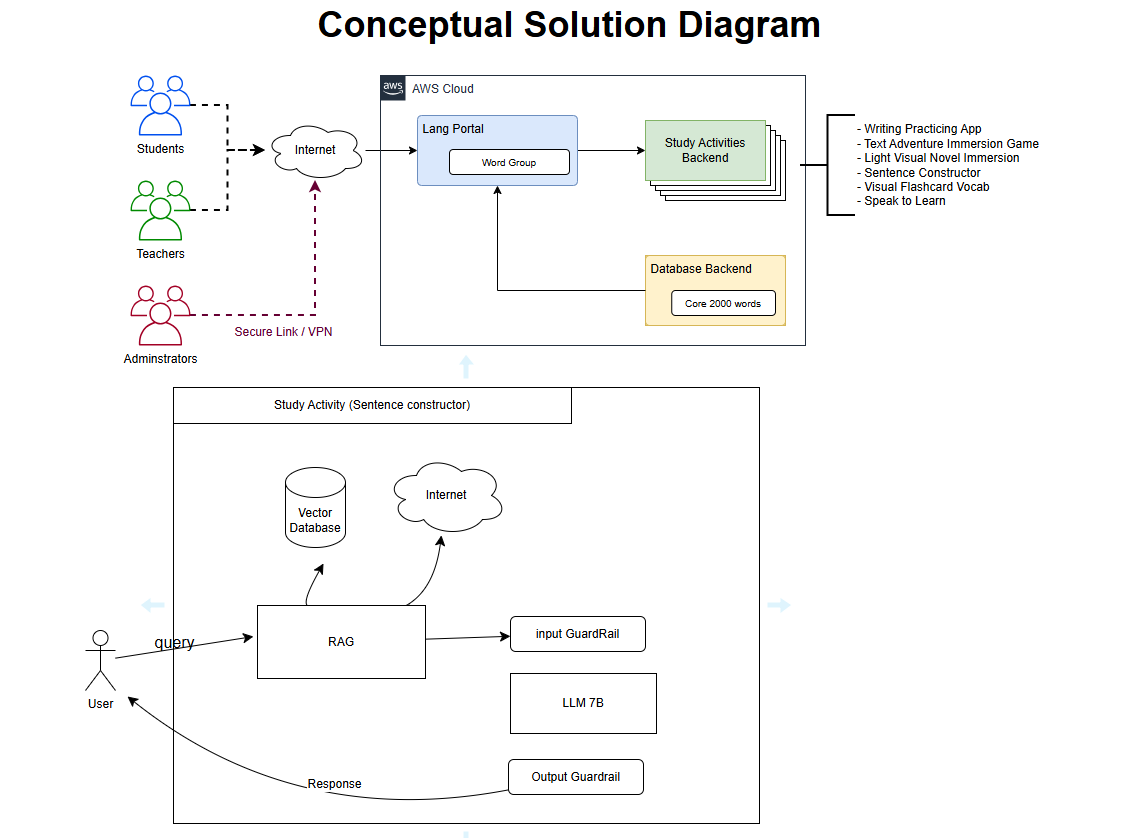 Conceptual Solution Diagram
Students
Teachers
Adminstrators
Internet
Secure Link / VPN
aws
AWS Cloud
Lang Portal
Word Group
Study Activities
Backend
Database Backend
Core 2000 words
- Writing Practicing App
- Text Adventure Immersion Game
- Light Visual Novel Immersion
- Sentence Constructor
- Visual Flashcard Vocab
- Speak to Learn
Study Activity (Sentence constructor)
Vector
Database
Internet
query
User
RAG
input GuardRail
LLM 7B
Output Guardrail
Response